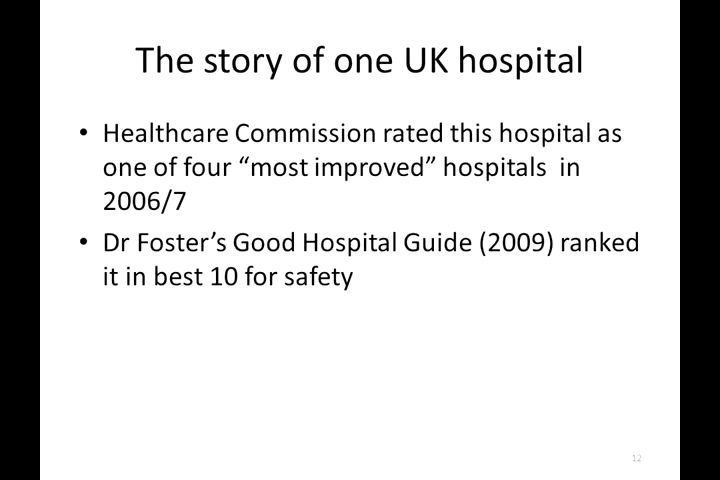 The story of one UK hospital
• Healthcare Commission rated this hospital as
one of four “most improved” hospitals  in
2006/7
• Dr Foster’s Good Hospital Guide (2009) ranked
it in best 10 for safety
12